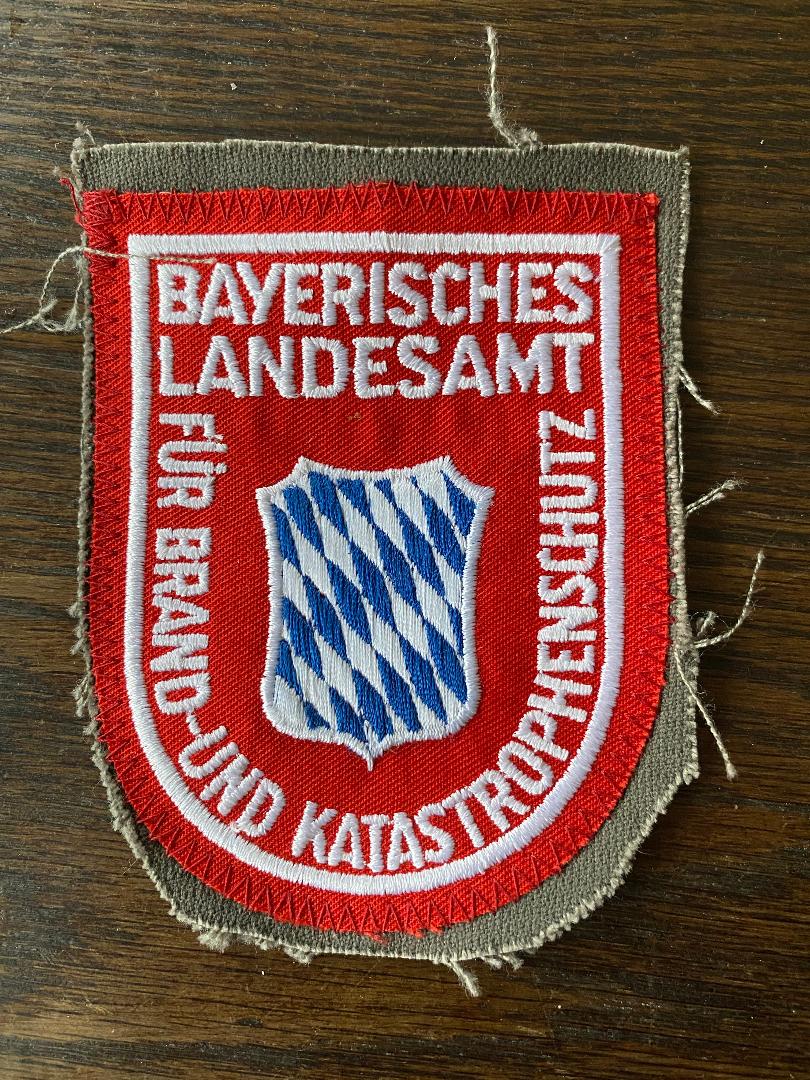 BAYERISCHES
LANDESAMT
FÜR BRAND-UND KATASTROPHENSCHUTZ